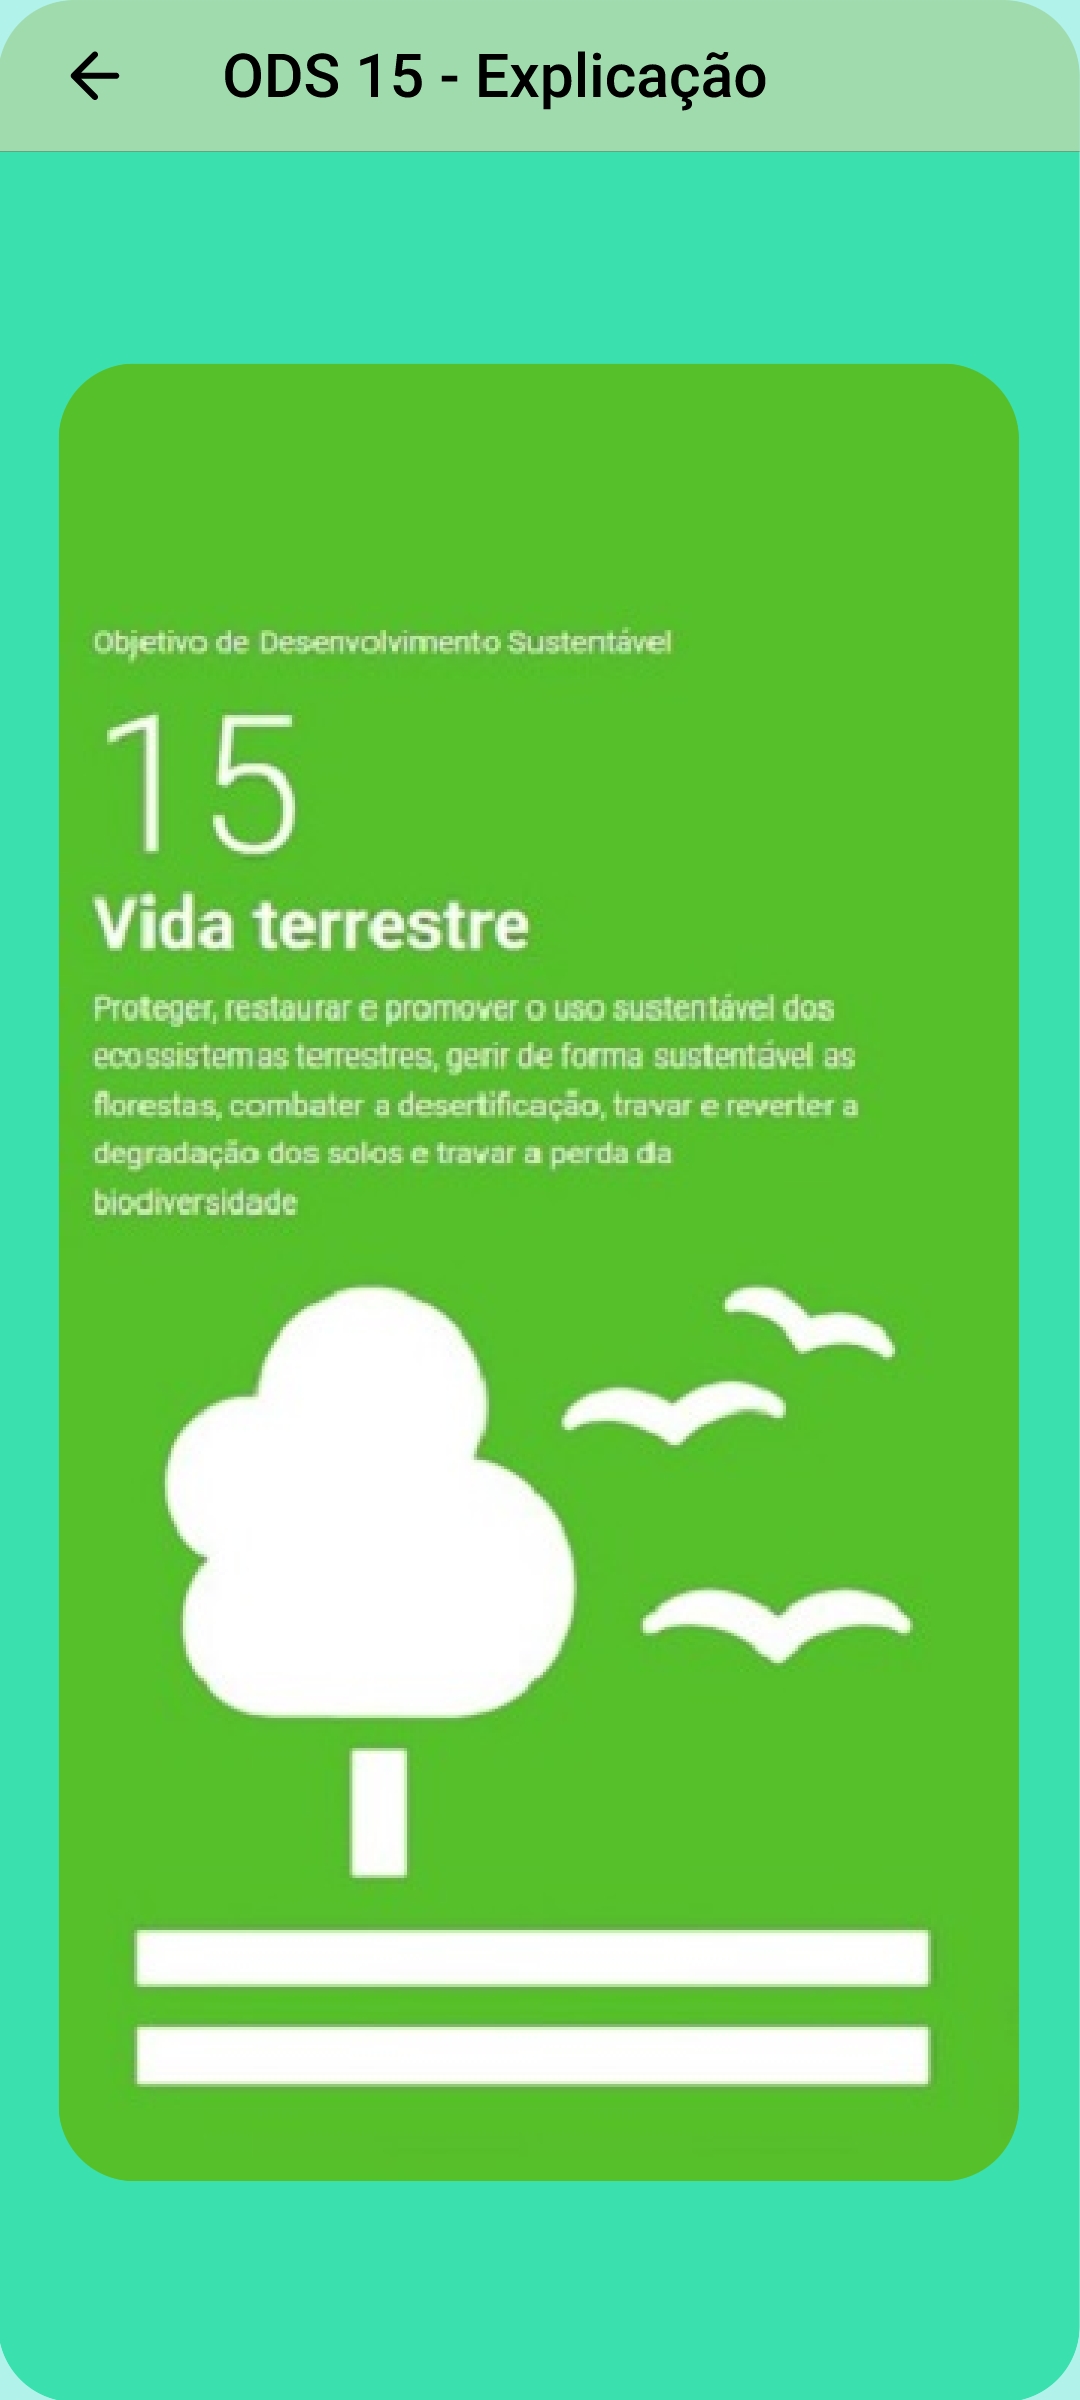 ODS 15 - Explicação
Objetivo de Desenvolvimento Sustentável
15
Vida terrestre
Proteger, restaurar e promover o uso sustentável dos
ecossistemas terrestres, gerir de forma sustentável as
florestas, combater a desertificação, travar e reverter a
degradação dos solos e travar a perda da
biodiversidade